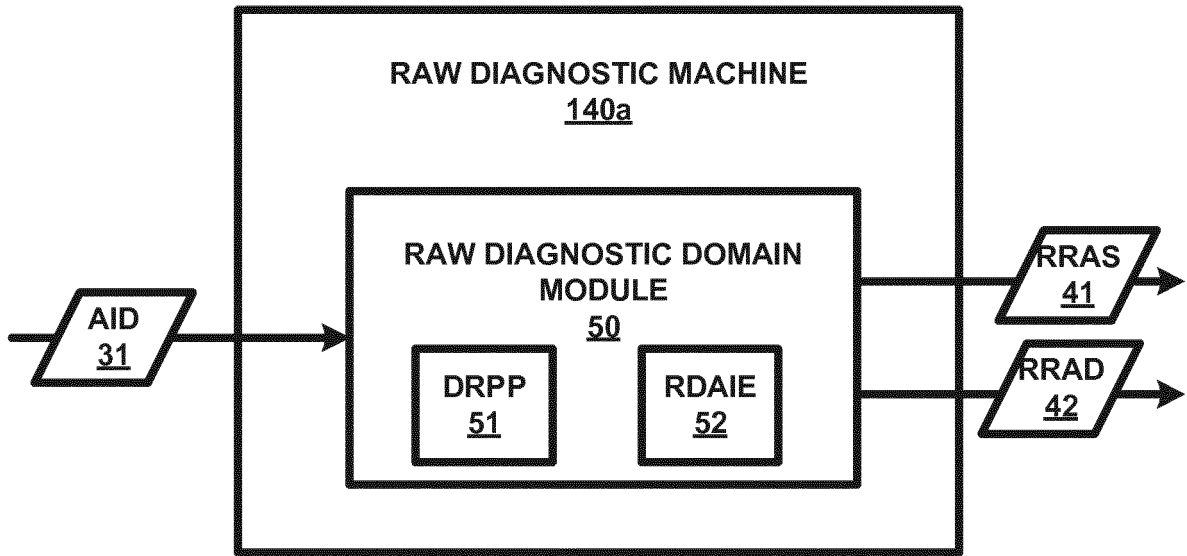 RAW DIAGNOSTIC MACHINE
140a
RAW DIAGNOSTIC DOMAIN
MODULE
50
AID
31
DRPP
51
RDAIE
52
RRAS
41
RRAD
42